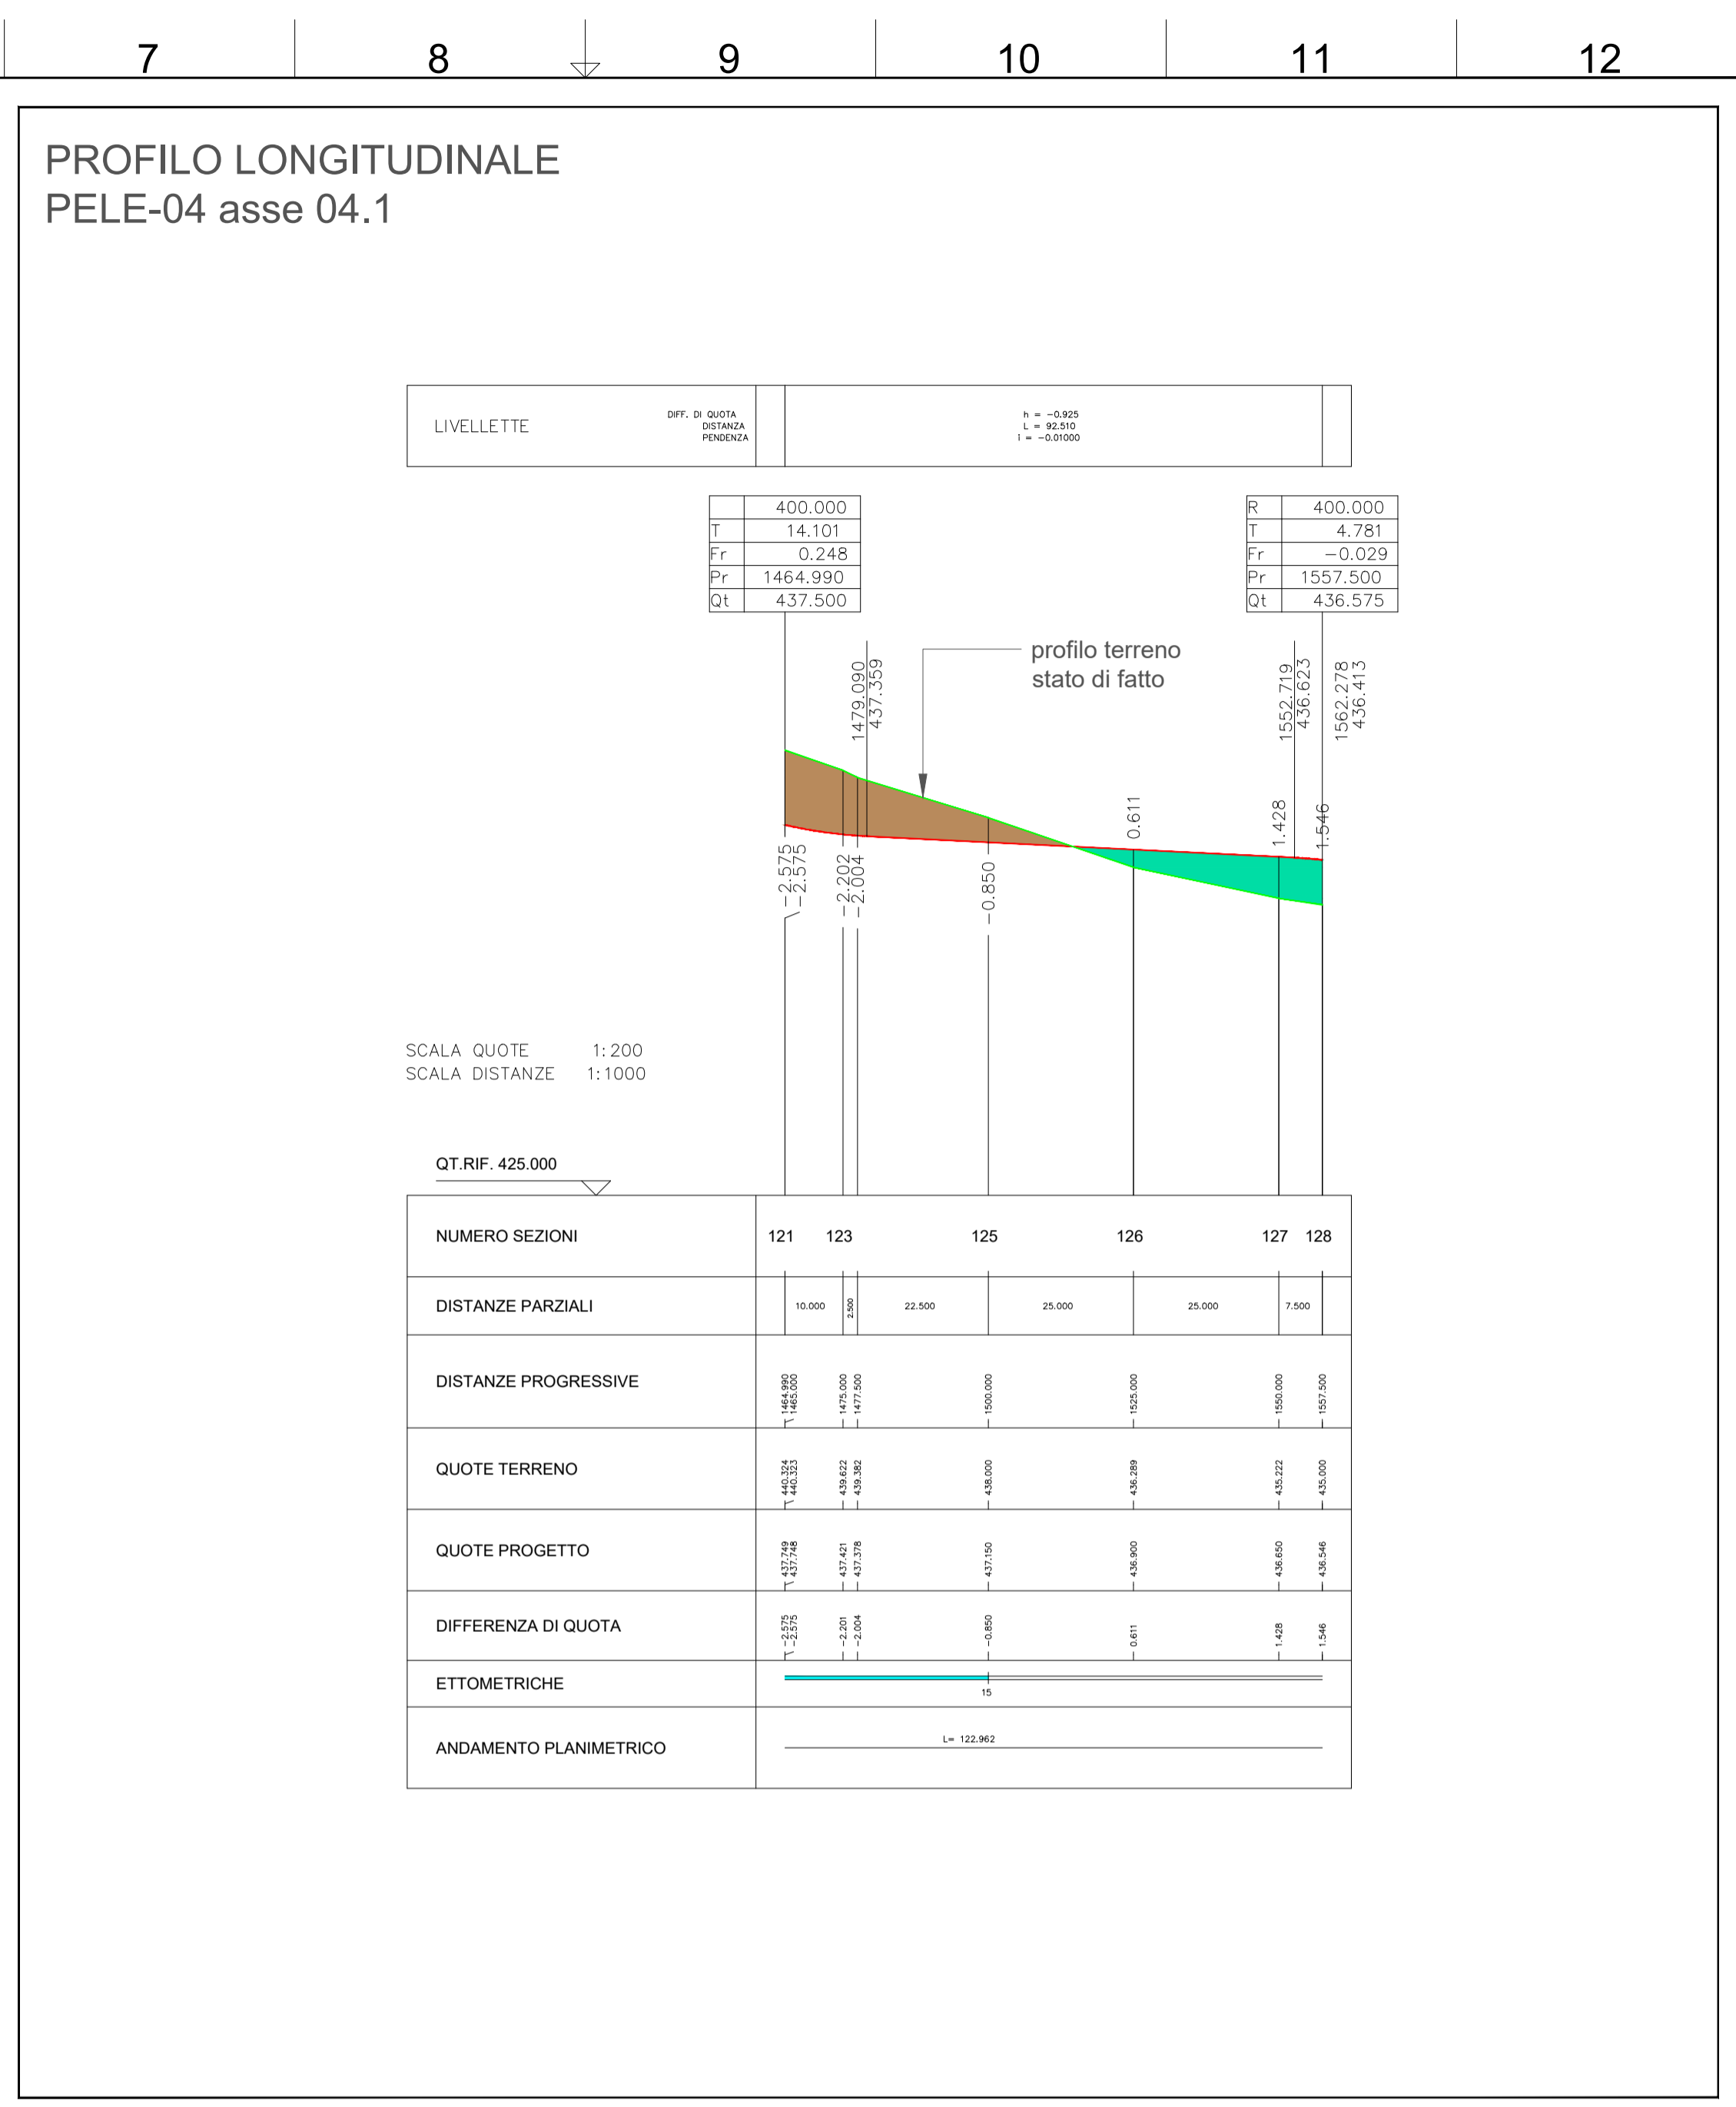 7 8 9 10 11 12
PROFILO LONGITUDINALE
PELE-04 asse 04.1
LIVELLETTE
DIFF. DI QUOTA
DISTANZA
PENDENZA
h = -0.925
L = 92.510
i = -0.01000
400.000
T 14.101
Fr 0.248
Pr 1464.990
Qt 437.500
R 400.000
T 4.781
Fr -0.029
Pr 1557.500
Qt 436.575
profilo terreno
stato di fatto
1479.090
437.359
1552.719
436.623
1562.278
436.413
-2.575
-2.575
-2.202
-2.004
-0.850
0.611
1.428
1.546
SCALA QUOTE 1:200
SCALA DISTANZE 1:1000
QT.RIF. 425.000
NUMERO SEZIONI 121 123 125 126 127 128
DISTANZE PARZIALI 10.000 2.500 22.500 25.000 25.000 7.500
DISTANZE PROGRESSIVE 1464.990 1465.000 1475.000 1477.500 1500.000 1525.000 1550.000 1557.500
QUOTE TERRENO 440.324 440.323 439.622 439.382 438.000 436.289 435.222 435.000
QUOTE PROGETTO 437.749 437.748 437.421 437.378 437.150 436.900 436.650 436.546
DIFFERENZA DI QUOTA -2.575 -2.575 -2.201 -2.004 -0.850 0.611 1.428 1.546
ETTOMETRICHE 15
ANDAMENTO PLANIMETRICO L= 122.962